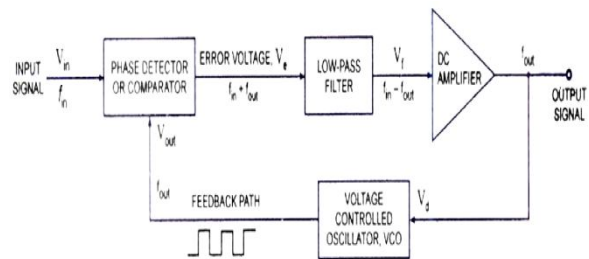 INPUT
SIGNAL
Vin
fin
PHASE DETECTOR
OR COMPARATOR
ERROR VOLTAGE, Ve
fin + fout
LOW-PASS
FILTER
Vf
fin - fout
DC
AMPLIFIER
fout
OUTPUT
SIGNAL
Vout
fout
FEEDBACK PATH
VOLTAGE
CONTROLLED
OSCILLATOR, VCO
Vd